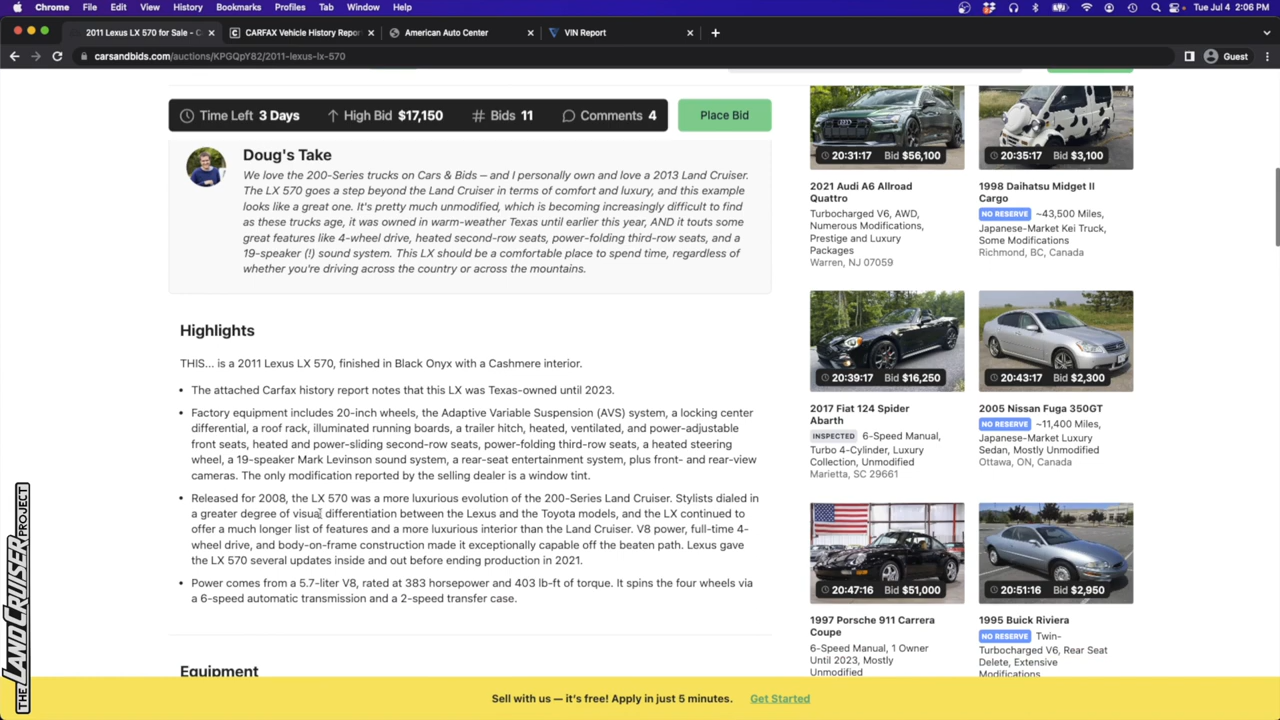 Chrome File Edit View History Bookmarks Profiles Tab Window Help
Tue Jul 4 2:06 PM
2011 Lexus LX 570 for Sale - C
CARFAX Vehicle History Repo
American Auto Center
VIN Report
carsandbids.com/auctions/KPGQpY82/2011-lexus-lx-570
Guest
Time Left 3 Days High Bid $17,150 # Bids 11 Comments 4
Place Bid
Doug's Take
We love the 200-Series trucks on Cars & Bids – and I personally own and love a 2013 Land Cruiser.
The LX 570 goes a step beyond the Land Cruiser in terms of comfort and luxury, and this example
looks like a great one. It's pretty much unmodified, which is becoming increasingly difficult to find
as these trucks age, it was owned in warm-weather Texas until earlier this year, AND it touts some
great features like 4-wheel drive, heated second-row seats, power-folding third-row seats, and a
19-speaker (!) sound system. This LX should be a comfortable place to spend time, regardless of
whether you're driving across the country or across the mountains.
Highlights
THIS... is a 2011 Lexus LX 570, finished in Black Onyx with a Cashmere interior.
• The attached Carfax history report notes that this LX was Texas-owned until 2023.
• Factory equipment includes 20-inch wheels, the Adaptive Variable Suspension (AVS) system, a locking center
differential, a roof rack, illuminated running boards, a trailer hitch, heated, ventilated, and power-adjustable
front seats, heated and power-sliding second-row seats, power-folding third-row seats, a heated steering
wheel, a 19-speaker Mark Levinson sound system, a rear-seat entertainment system, plus front- and rear-view
cameras. The only modification reported by the selling dealer is a window tint.
• Released for 2008, the LX 570 was a more luxurious evolution of the 200-Series Land Cruiser. Stylists dialed in
a greater degree of visual differentiation between the Lexus and the Toyota models, and the LX continued to
offer a much longer list of features and a more luxurious interior than the Land Cruiser. V8 power, full-time 4-
wheel drive, and body-on-frame construction made it exceptionally capable off the beaten path. Lexus gave
the LX 570 several updates inside and out before ending production in 2021.
• Power comes from a 5.7-liter V8, rated at 383 horsepower and 403 lb-ft of torque. It spins the four wheels via
a 6-speed automatic transmission and a 2-speed transfer case.
Equipment
20:31:17 Bid $56,100
2021 Audi A6 Allroad
Quattro
Turbocharged V6, AWD,
Numerous Modifications,
Prestige and Luxury
Packages
Warren, NJ 07059
20:35:17 Bid $3,100
1998 Daihatsu Midget II
Cargo
NO RESERVE ~43,500 Miles,
Japanese-Market Kei Truck,
Some Modifications
Richmond, BC, Canada
20:39:17 Bid $16,250
2017 Fiat 124 Spider
Abarth
INSPECTED 6-Speed Manual,
Turbo 4-Cylinder, Luxury
Collection, Unmodified
Marietta, SC 29661
20:43:17 Bid $2,300
2005 Nissan Fuga 350GT
NO RESERVE ~11,400 Miles,
Japanese-Market Luxury
Sedan, Mostly Unmodified
Ottawa, ON, Canada
20:47:16 Bid $51,000
1997 Porsche 911 Carrera
Coupe
6-Speed Manual, 1 Owner
Until 2023, Mostly
Unmodified
20:51:16 Bid $2,950
1995 Buick Riviera
NO RESERVE Twin-
Turbocharged V6, Rear Seat
Delete, Extensive
Modifications
Sell with us — it's free! Apply in just 5 minutes. Get Started
THE LAND CRUISER PROJECT